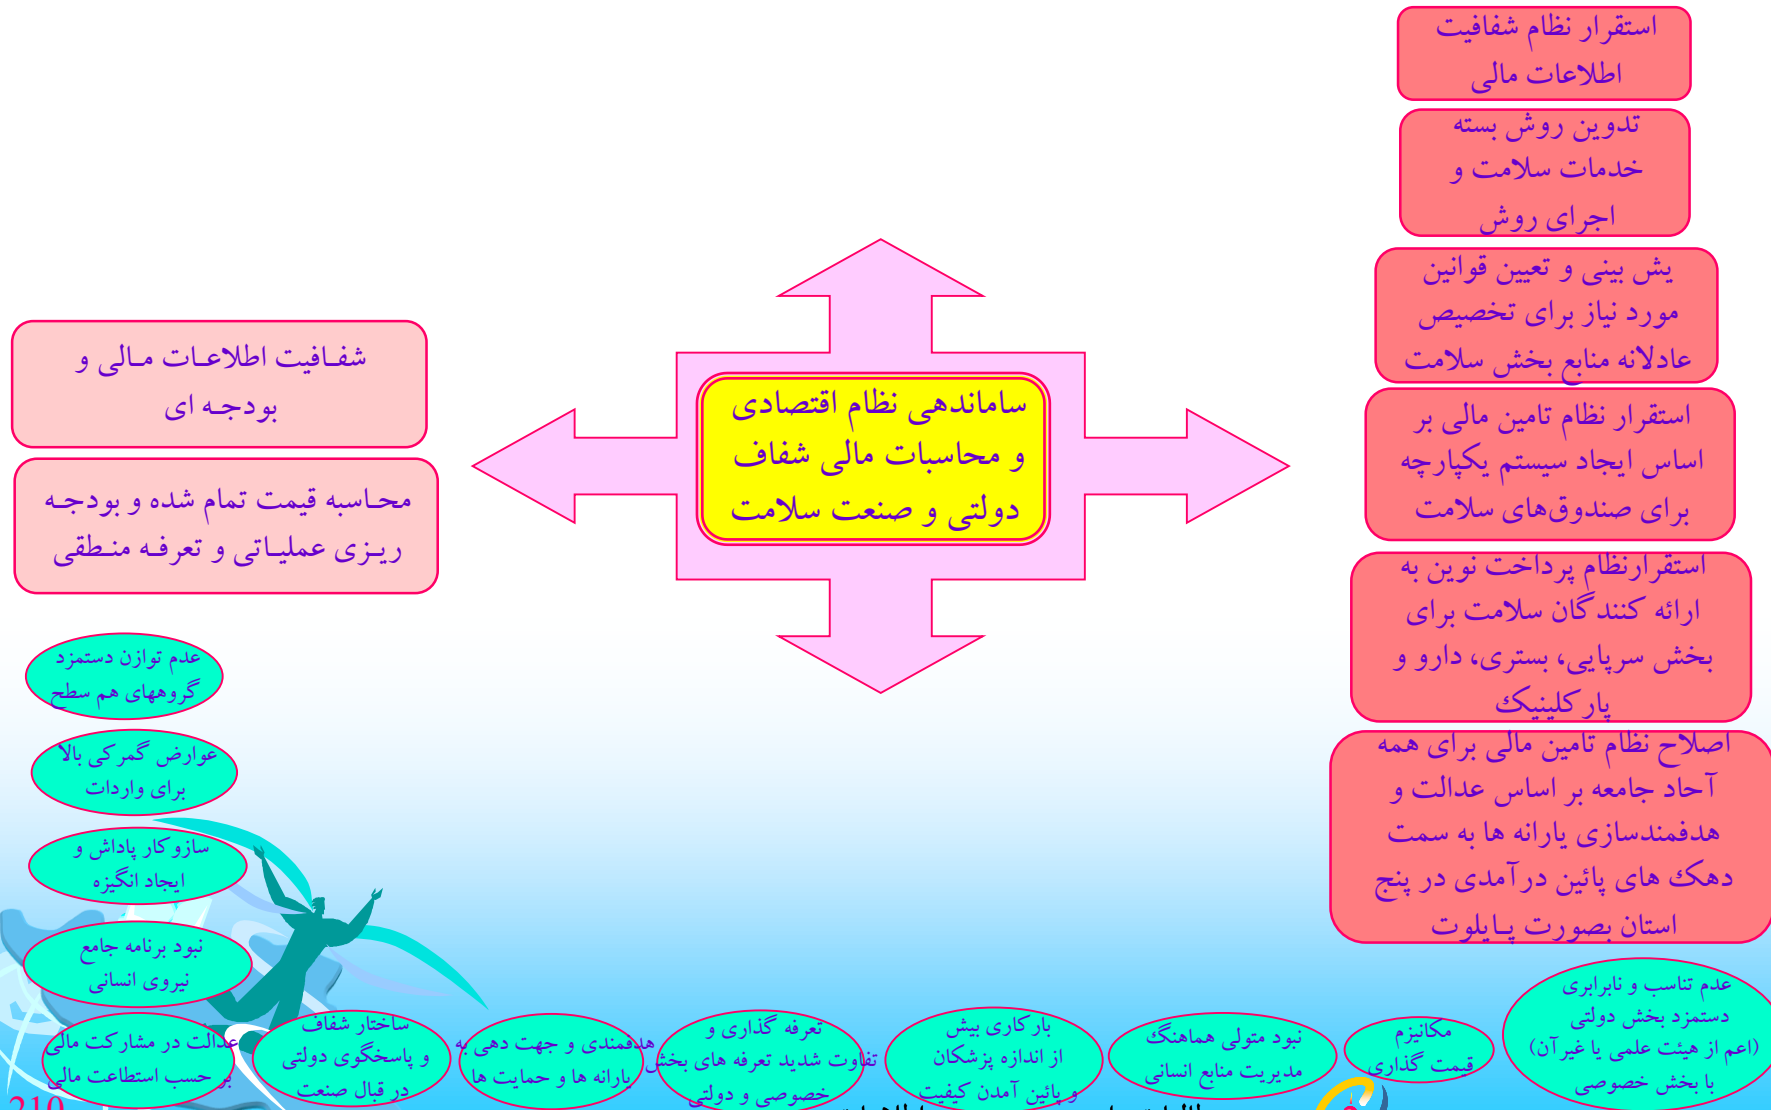 استقرار نظام شفافیت
اطلاعات مالی
تدوین روش بسته
خدمات سلامت و
اجرای روش
یش بینی و تعیین قوانین
مورد نیاز برای تخصیص
عادلانه منابع بخش سلامت
استقرار نظام تامین مالی بر
اساس ایجاد سیستم یکپارچه
برای صندوق‌های سلامت
استقرارنظام پرداخت نوین به
ارائه کنندگان سلامت برای
بخش سرپایی، بستری، دارو و
پارکلینیک
اصلاح نظام تامین مالی برای همه
آحاد جامعه بر اساس عدالت و
هدفمندسازی یارانه ها به سمت
دهک های پائین درآمدی در پنج
استان بصورت پایلوت
ساماندهی نظام اقتصادی
و محاسبات مالی شفاف
دولتی و صنعت سلامت
شفافیت اطلاعات مالی و
بودجه ای
محاسبه قیمت تمام شده و بودجه
ریزی عملیاتی و تعرفه منطقی
عدم توازن دستمزد
گروههای هم سطح
عوارض گمرکی بالا
برای واردات
سازوکار پاداش و
ایجاد انگیزه
نبود برنامه جامع
نیروی انسانی
عدم تناسب و نابرابری
دستمزد بخش دولتی
(اعم از هیئت علمی یا غیر آن)
با بخش خصوصی
مکانیزم
قیمت گذاری
نبود متولی هماهنگ
مدیریت منابع انسانی
بارکاری بیش
از اندازه پزشکان
و پائین آمدن کیفیت
تعرفه گذاری و
تفاوت شدید تعرفه های بخش
خصوصی و دولتی
هدفمندی و جهت دهی به
یارانه ها و حمایت ها
ساختار شفاف
و پاسخگوی دولتی
در قبال صنعت
عدالت در مشارکت مالی
بر حسب استطاعت مالی
210